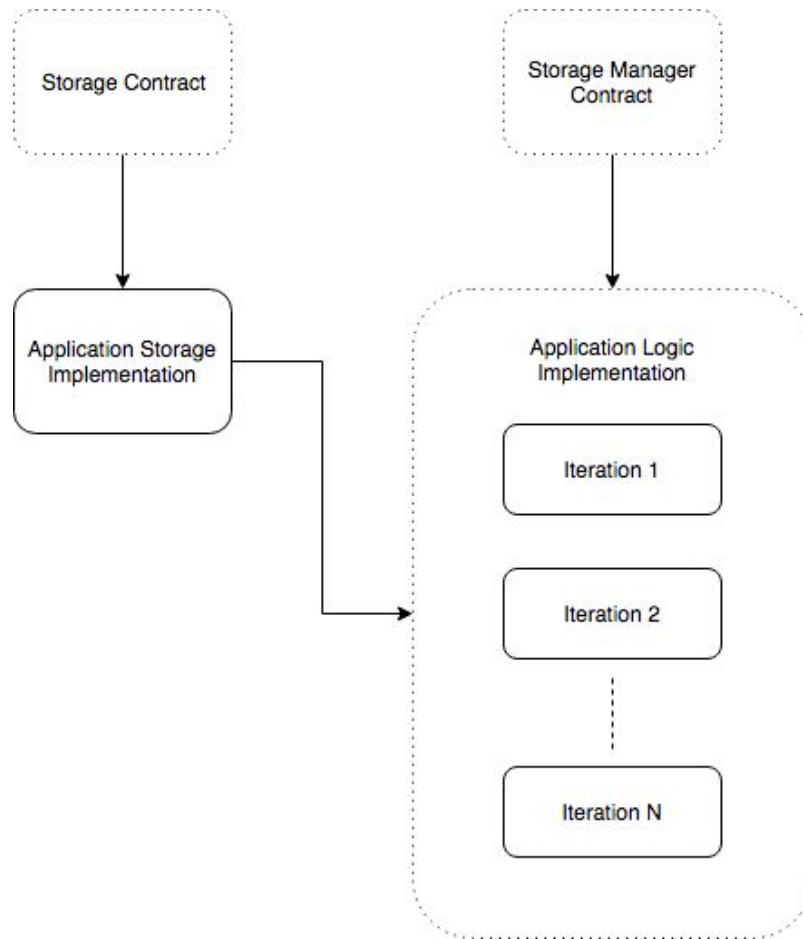 Storage Contract
Storage Manager
Contract
Application Storage
Implementation
Application Logic
Implementation
Iteration 1
Iteration 2
Iteration N